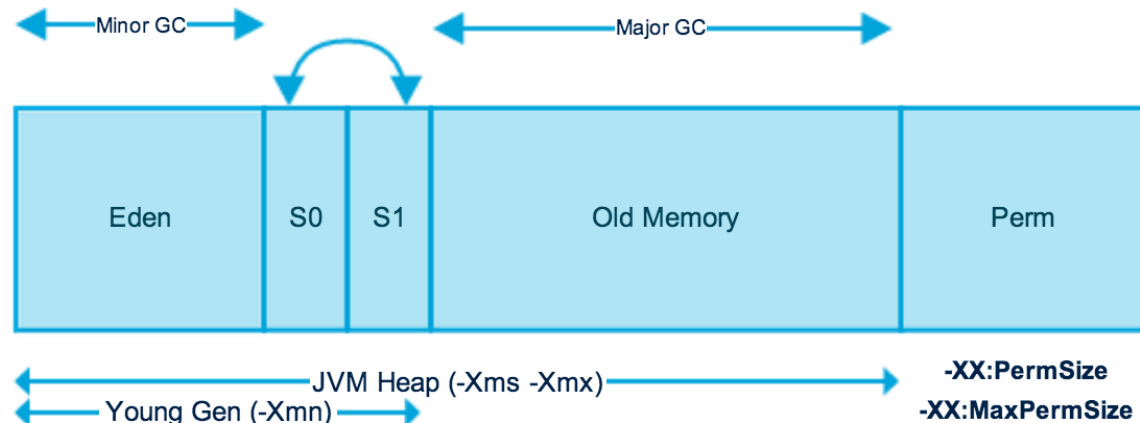 Minor GC
Major GC
Eden
S0
S1
Old Memory
Perm
JVM Heap (-Xms -Xmx)
-XX:PermSize
Young Gen (-Xmn)
-XX:MaxPermSize